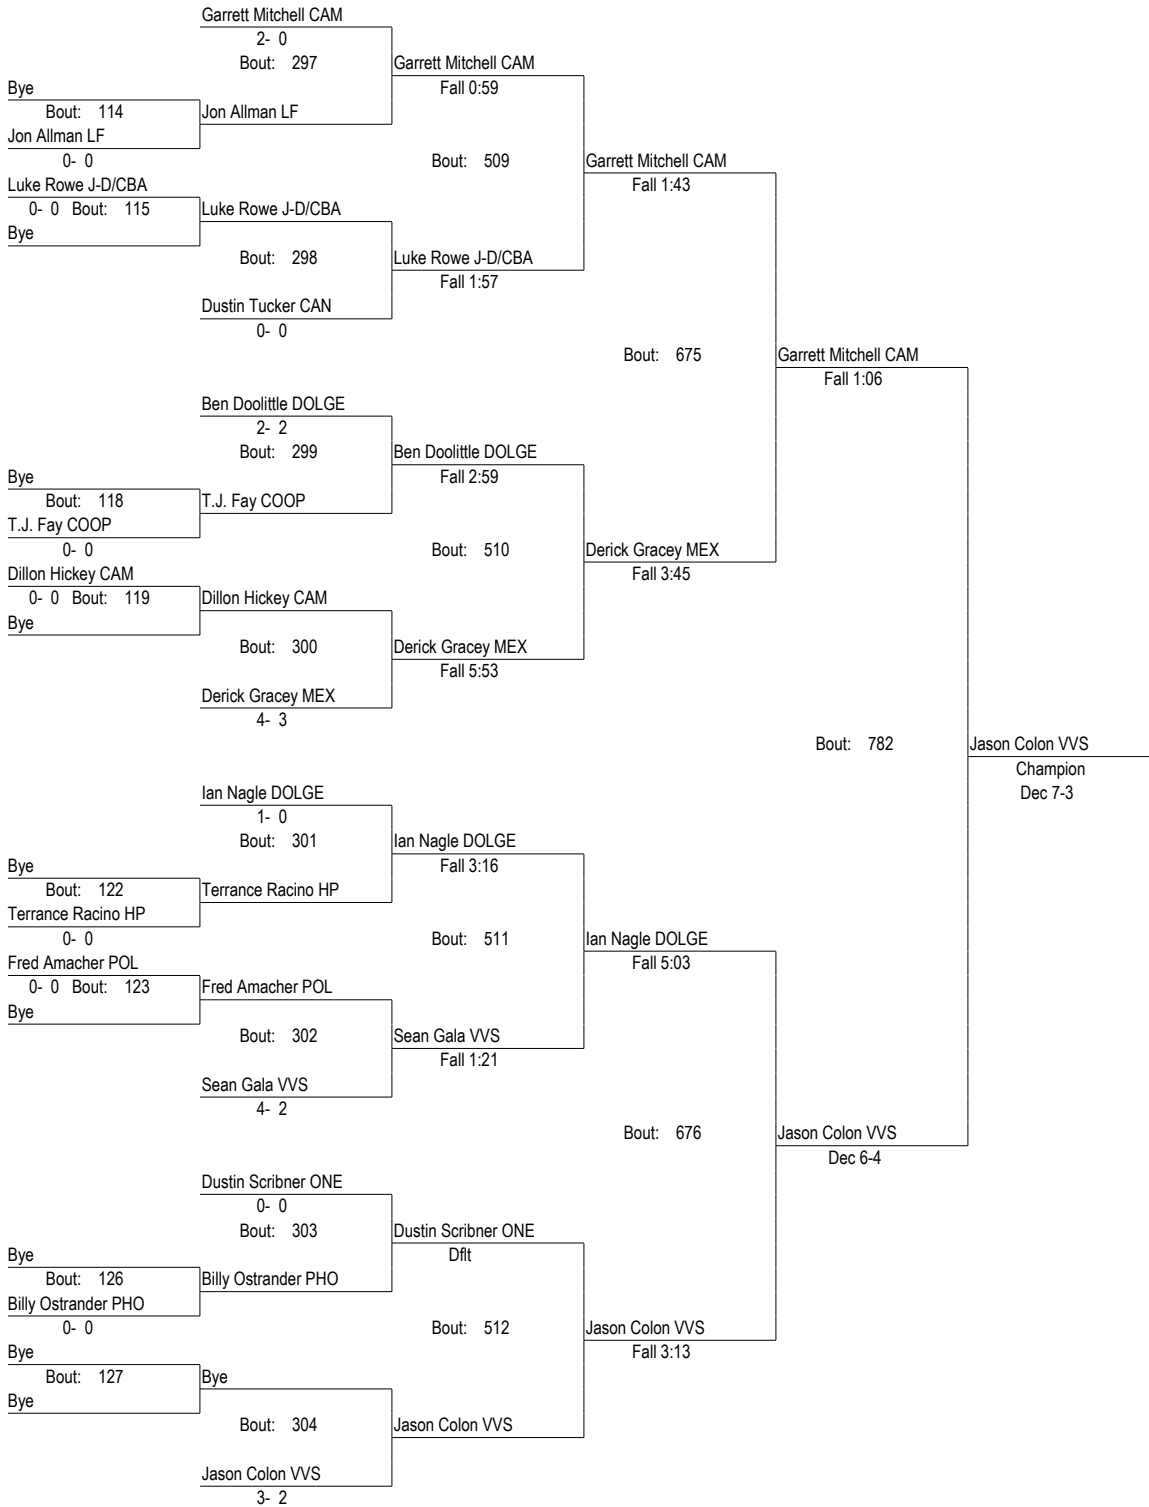 Garrett Mitchell CAM
2- 0
Bout: 297
Garrett Mitchell CAM
Fall 0:59
Bye
Bout: 114
Jon Allman LF
Jon Allman LF
0- 0
Bout: 509
Garrett Mitchell CAM
Fall 1:43
Luke Rowe J-D/CBA
0- 0 Bout: 115
Luke Rowe J-D/CBA
Bye
Bout: 298
Luke Rowe J-D/CBA
Fall 1:57
Dustin Tucker CAN
0- 0
Bout: 675
Garrett Mitchell CAM
Fall 1:06
Ben Doolittle DOLGE
2- 2
Bout: 299
Ben Doolittle DOLGE
Fall 2:59
Bye
Bout: 118
T.J. Fay COOP
T.J. Fay COOP
0- 0
Bout: 510
Derick Gracey MEX
Fall 3:45
Dillon Hickey CAM
0- 0 Bout: 119
Dillon Hickey CAM
Bye
Bout: 300
Derick Gracey MEX
Fall 5:53
Derick Gracey MEX
4- 3
Bout: 782
Jason Colon VVS
Champion
Dec 7-3
Ian Nagle DOLGE
1- 0
Bout: 301
Ian Nagle DOLGE
Fall 3:16
Bye
Bout: 122
Terrance Racino HP
Terrance Racino HP
0- 0
Bout: 511
Ian Nagle DOLGE
Fall 5:03
Fred Amacher POL
0- 0 Bout: 123
Fred Amacher POL
Bye
Bout: 302
Sean Gala VVS
Fall 1:21
Sean Gala VVS
4- 2
Bout: 676
Jason Colon VVS
Dec 6-4
Dustin Scribner ONE
0- 0
Bout: 303
Dustin Scribner ONE
Dflt
Bye
Bout: 126
Billy Ostrander PHO
Billy Ostrander PHO
0- 0
Bout: 512
Jason Colon VVS
Fall 3:13
Bye
Bout: 127
Bye
Bye
Bout: 304
Jason Colon VVS
Jason Colon VVS
3- 2